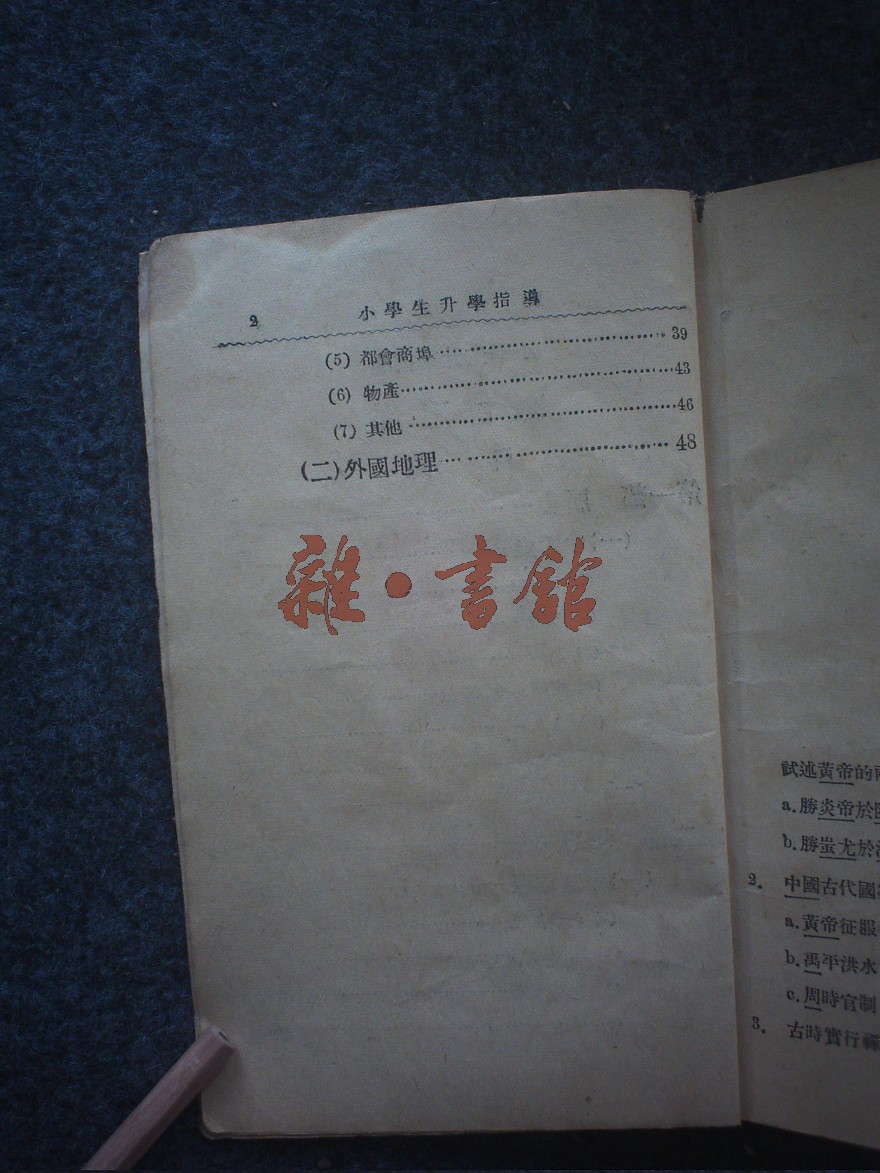 2 小學生升學指導
(5) 都會商埠 39
(6) 物產 43
(7) 其他 46
(二)外國地理 48
雜·書館
試述黃帝的
a.勝炎帝於
b.勝蚩尤於
2. 中國古代國
a.黃帝征服
b.禹平洪水
c.周時官制
3. 古時實行禪